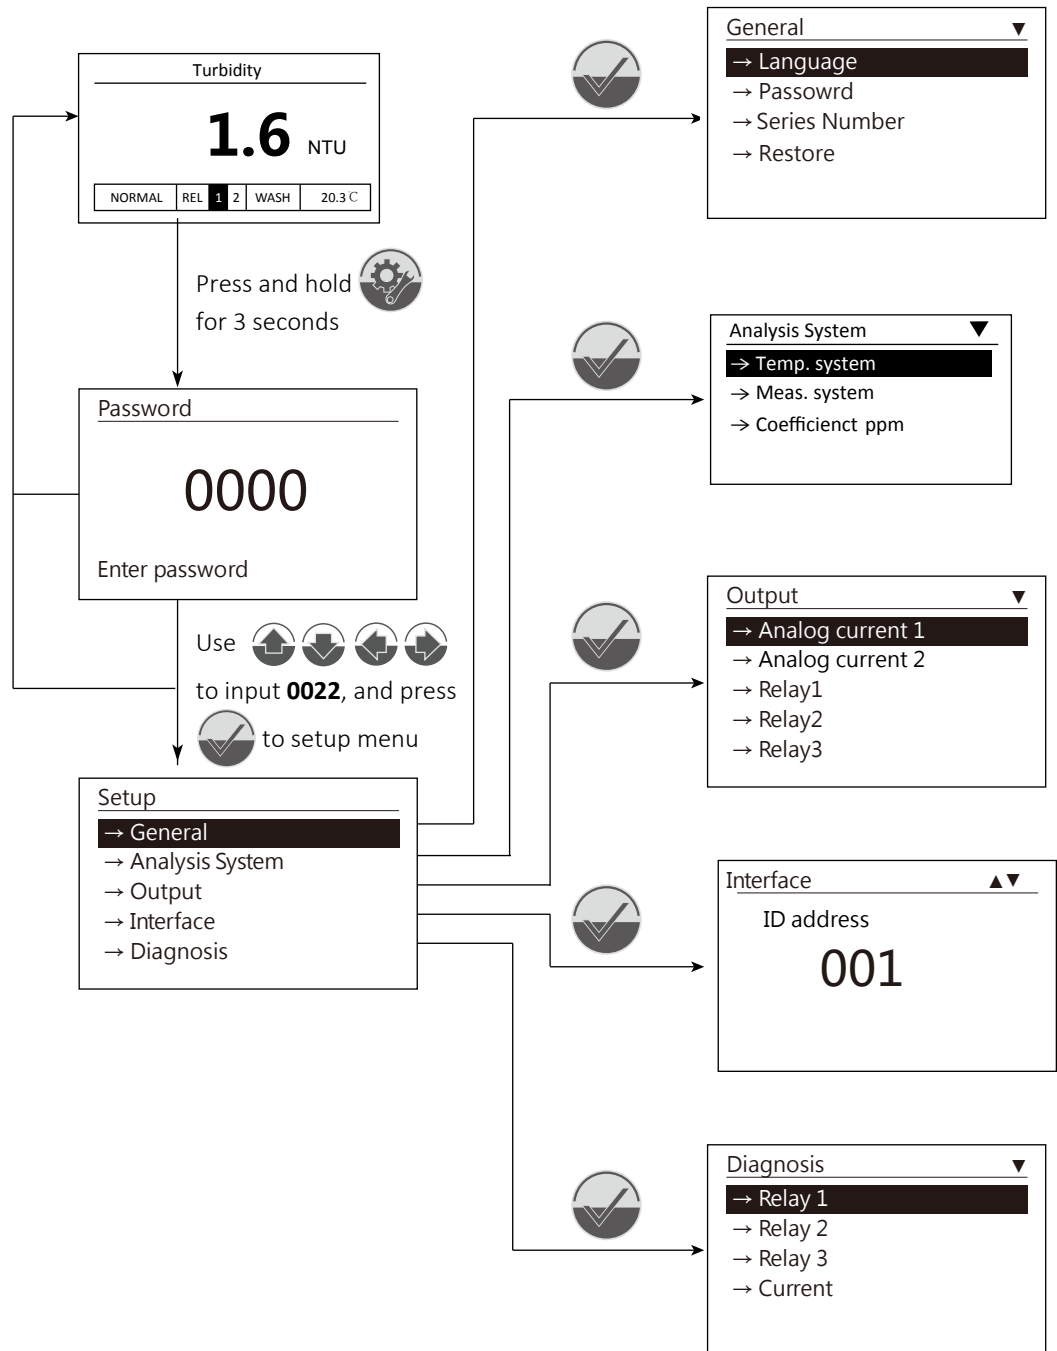 Turbidity
1.6 NTU
NORMAL REL 1 2 WASH 20.3℃
Press and hold
for 3 seconds
Password
0000
Enter password
Use
to input 0022, and press
to setup menu
Setup
→ General
→ Analysis System
→ Output
→ Interface
→ Diagnosis
General ▼
→ Language
→ Passowrd
→ Series Number
→ Restore
Analysis System ▼
→ Temp. system
→ Meas. system
→ Coefficienct ppm
Output ▼
→ Analog current 1
→ Analog current 2
→ Relay1
→ Relay2
→ Relay3
Interface ▲▼
ID address
001
Diagnosis ▼
→ Relay 1
→ Relay 2
→ Relay 3
→ Current